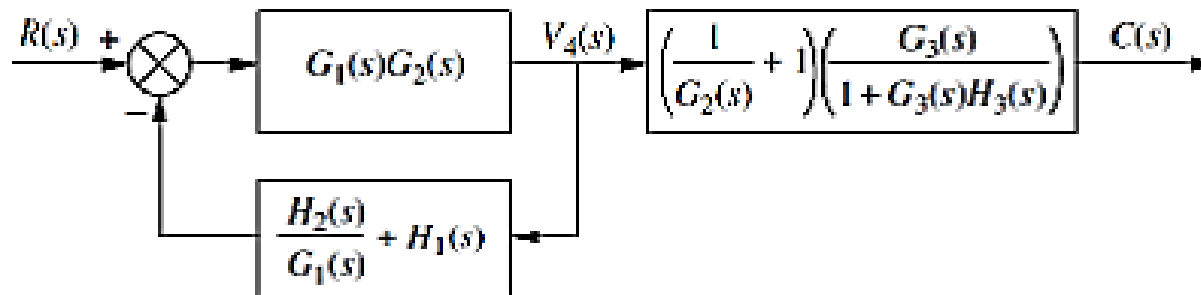 R(s) +
−
G₁(s)G₂(s)
V₄(s)
(1/G₂(s) + 1)(G₃(s)/(1 + G₃(s)H₃(s)))
C(s)
H₂(s)/G₁(s) + H₁(s)